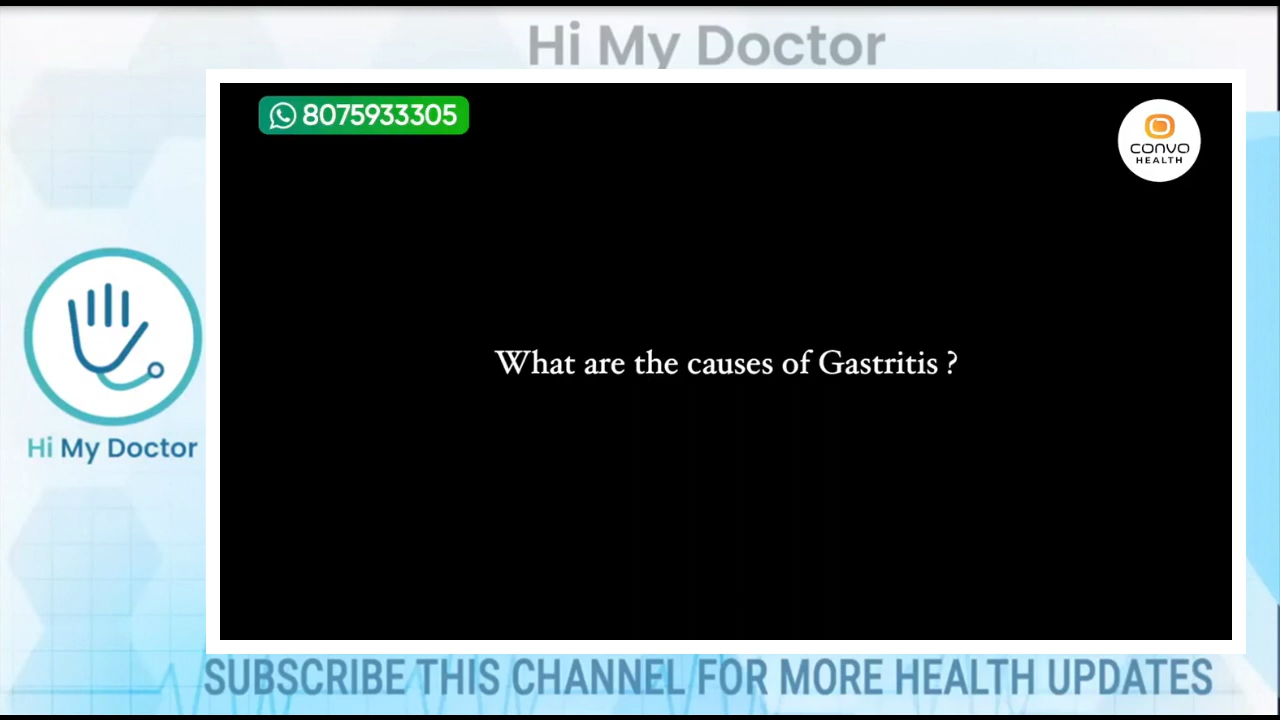 Hi My Doctor
8075933305
CONVO
HEALTH
What are the causes of Gastritis ?
Hi My Doctor
SUBSCRIBE THIS CHANNEL FOR MORE HEALTH UPDATES